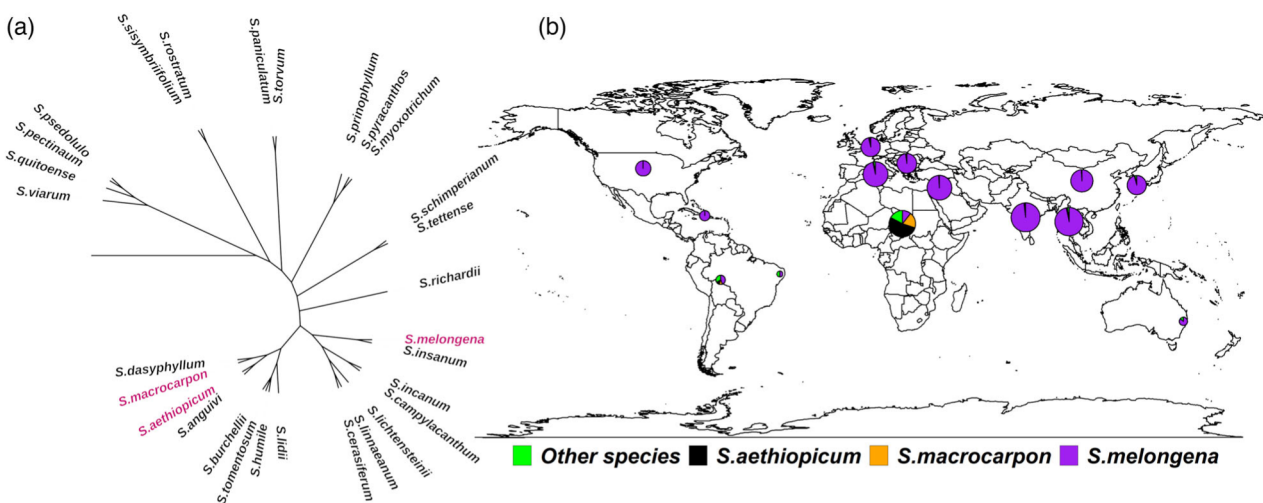 (a)
(b)
S.sisymbriifolium
S.rostratum
S.paniculatum
S.torvum
S.prinophyllum
S.pyracanthos
S.myoxotrichum
S.psedolulo
S.pectinaum
S.quitoense
S.viarum
S.schimperianum
S.tettense
S.richardii
S.melongena
S.insanum
S.dasyphyllum
S.macrocarpon
S.aethiopicum
S.anguivi
S.burchellii
S.tomentosum
S.humile
S.lidii
S.incanum
S.campylacanthum
S.lichtensteinii
S.linnaeanum
S.cerasiferum
Other species S.aethiopicum S.macrocarpon S.melongena